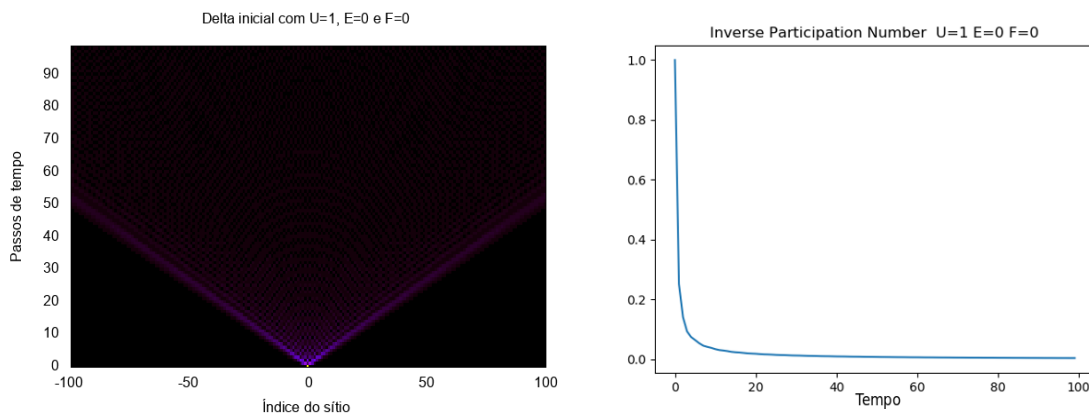 Delta inicial com U=1, E=0 e F=0
Passos de tempo
90
80
70
60
50
40
30
20
10
0
-100 -50 0 50 100
Índice do sítio
Inverse Participation Number U=1 E=0 F=0
1.0
0.8
0.6
0.4
0.2
0.0
0 20 40 60 80 100
Tempo